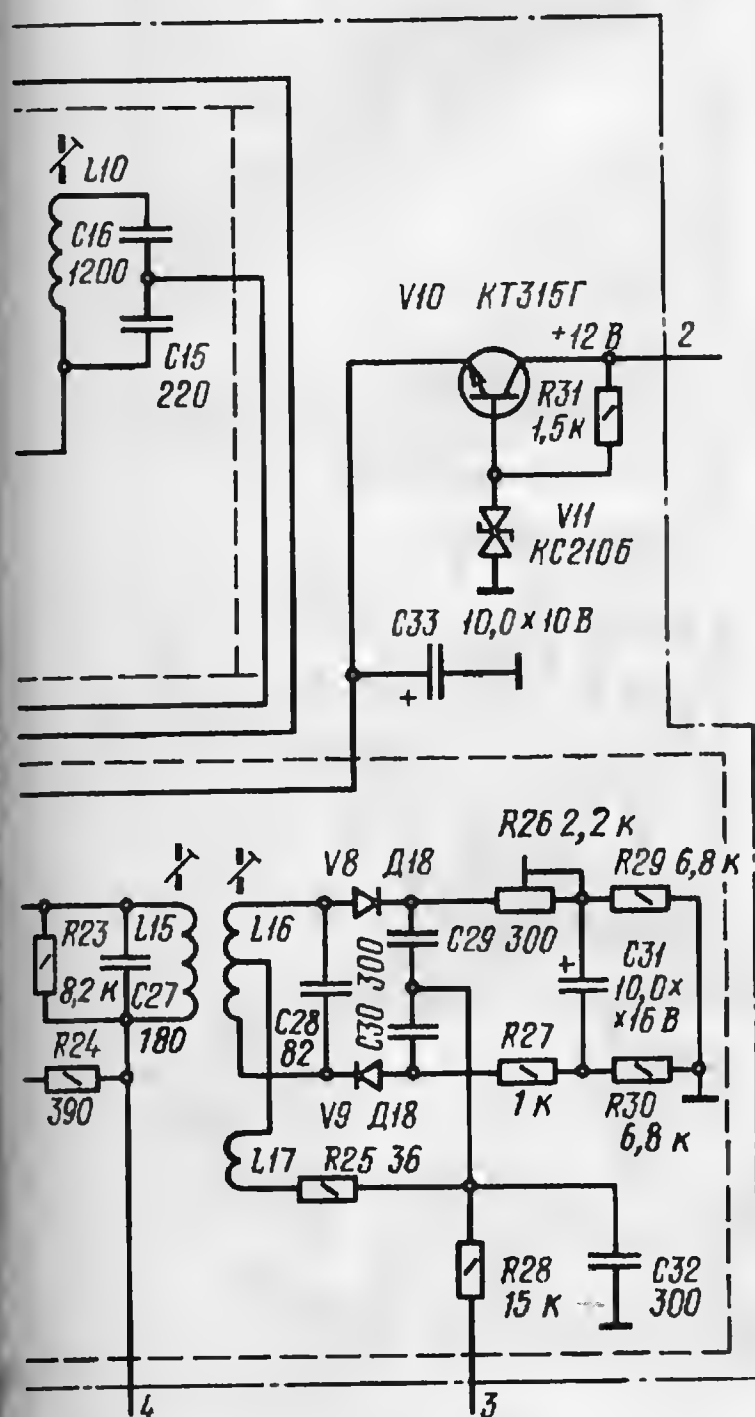 L10
C16
1200
C15
220
V10 КТ315Г
+12 В
2
R31
1,5к
V11
КС210Б
C33 10,0×10В
+
R26 2,2 к
V8 Д18
R29 6,8 к
R23
8,2 к
L15
C27
180
L16
C28
82
C30 300
C29 300
+
C31
10,0×
×16 В
R24
390
V9 Д18
R27
1 к
R30
6,8 к
L17
R25 36
R28
15 к
C32
300
4
3